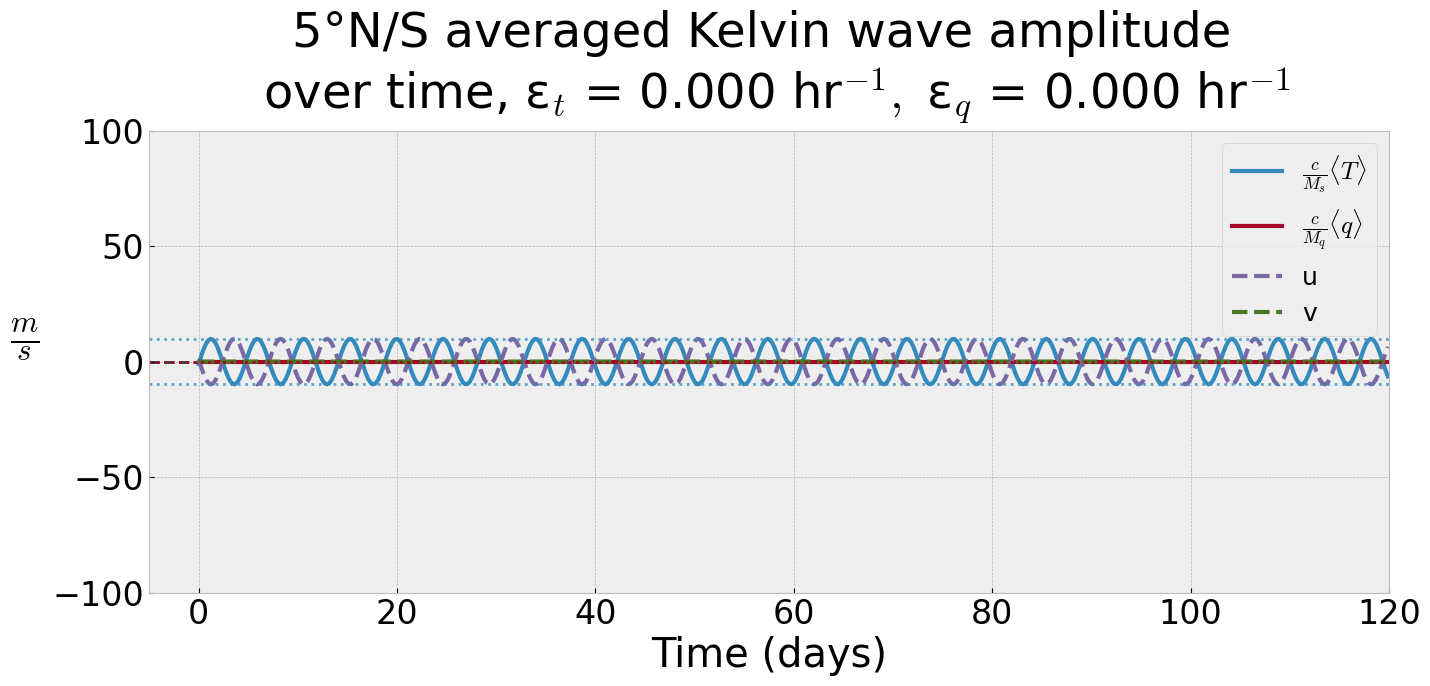 5°N/S averaged Kelvin wave amplitude
over time, ε_t = 0.000 hr⁻¹, ε_q = 0.000 hr⁻¹
100
50
0
−50
−100
m/s
c/M_s ⟨T⟩
c/M_q ⟨q⟩
u
v
0 20 40 60 80 100 120
Time (days)